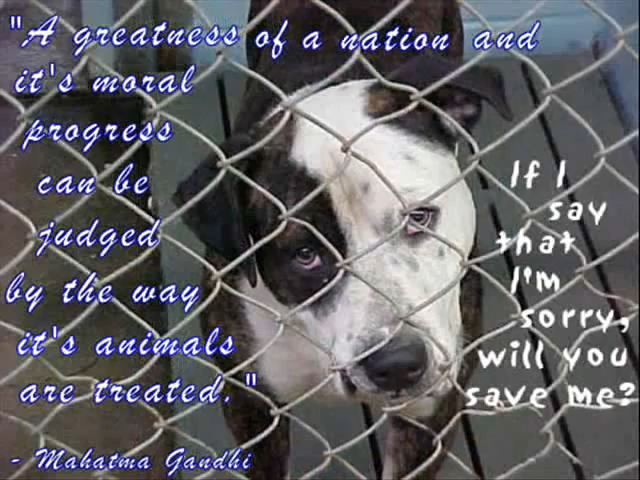 "A greatness of a nation and
it's moral
progress
can be
judged
by the way
it's animals
are treated."
- Mahatma Gandhi
If I
say
that
I'm
sorry,
will you
save me?